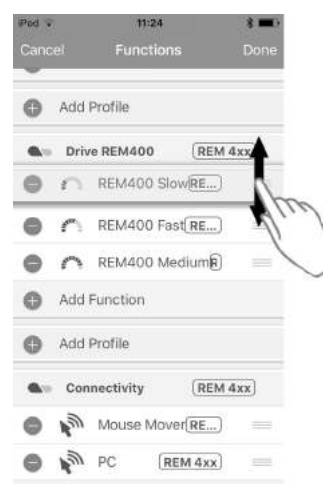 iPod 11:24
Cancel Functions Done
Add Profile
Drive REM400 REM 4xx
REM400 Slow RE...
REM400 Fast RE...
REM400 Medium R
Add Function
Add Profile
Connectivity REM 4xx
Mouse Mover RE...
PC REM 4xx